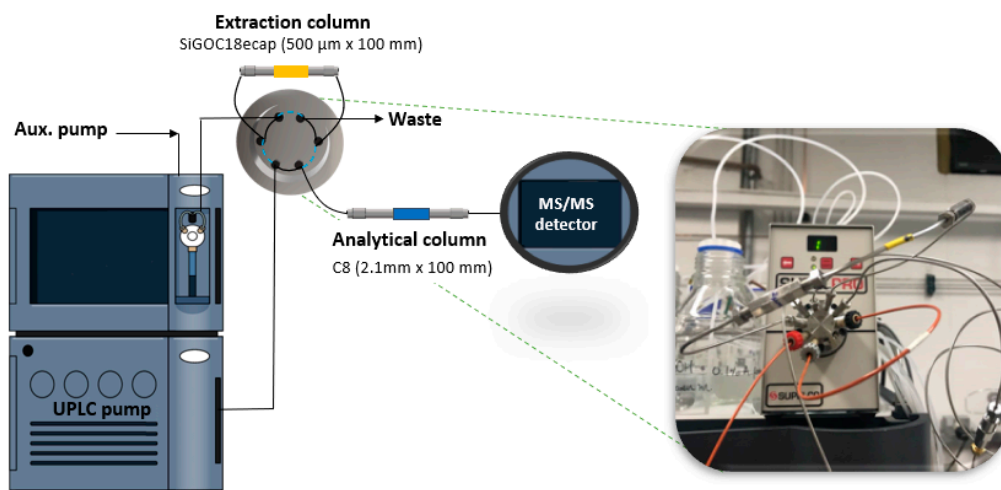 Extraction column
SiGOC18ecap (500 µm x 100 mm)
Aux. pump
Waste
MS/MS
detector
Analytical column
C8 (2.1mm x 100 mm)
UPLC pump